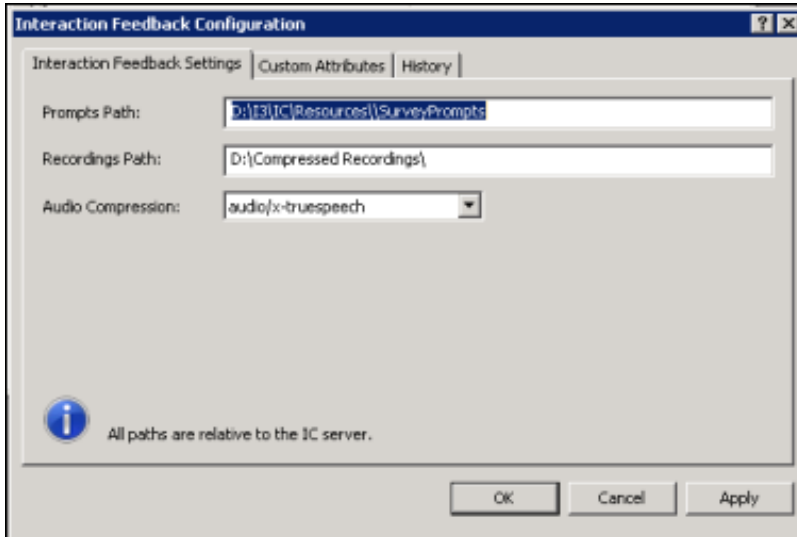 Interaction Feedback Configuration
Interaction Feedback Settings Custom Attributes History
Prompts Path: D:\I3\IC\Resources\\SurveyPrompts
Recordings Path: D:\Compressed Recordings\
Audio Compression: audio/x-truespeech
All paths are relative to the IC server.
OK Cancel Apply